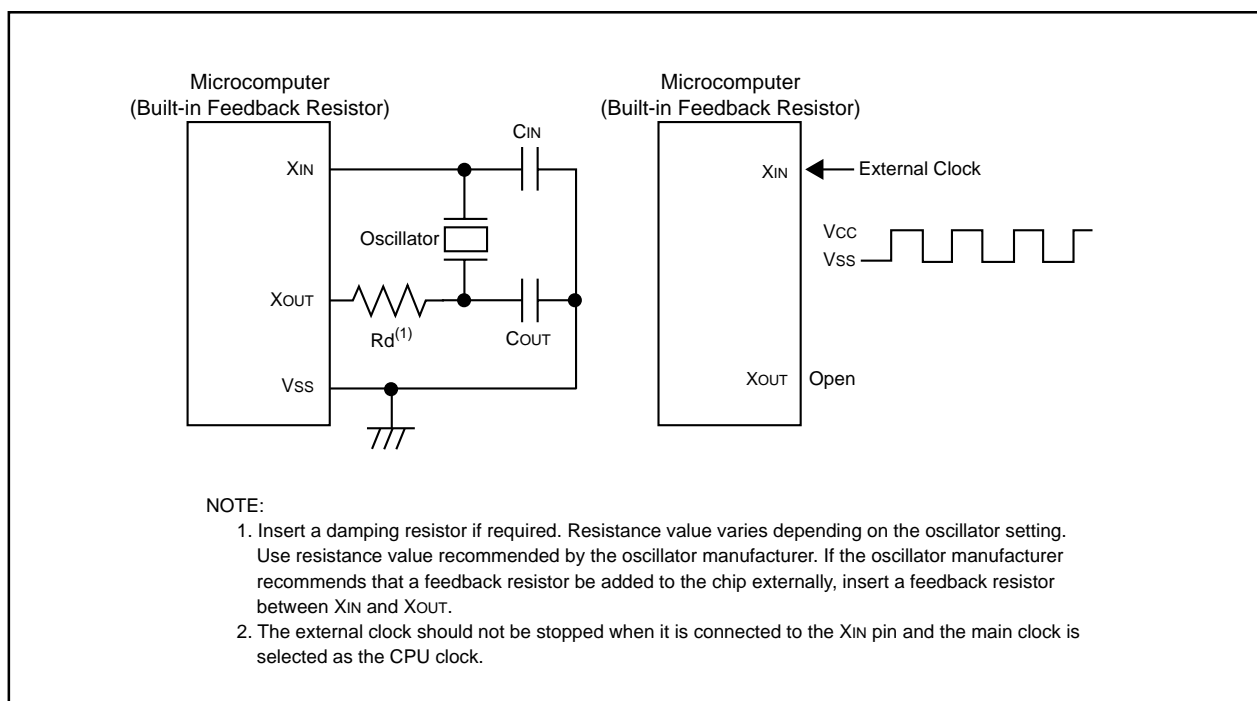 Microcomputer
(Built-in Feedback Resistor)
XIN
CIN
Oscillator
XOUT
Rd(1)
COUT
VSS
Microcomputer
(Built-in Feedback Resistor)
XIN
External Clock
VCC
VSS
XOUT
Open
NOTE:
1. Insert a damping resistor if required. Resistance value varies depending on the oscillator setting.
Use resistance value recommended by the oscillator manufacturer. If the oscillator manufacturer
recommends that a feedback resistor be added to the chip externally, insert a feedback resistor
between XIN and XOUT.
2. The external clock should not be stopped when it is connected to the XIN pin and the main clock is
selected as the CPU clock.